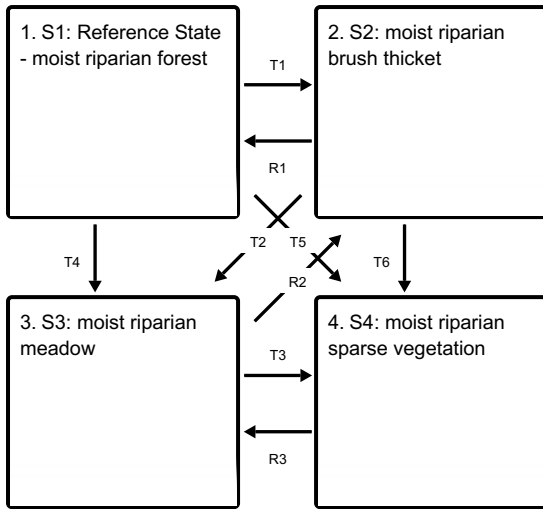 1. S1: Reference State
- moist riparian forest
2. S2: moist riparian
brush thicket
T1
R1
T2
T5
T4
T6
R2
3. S3: moist riparian
meadow
4. S4: moist riparian
sparse vegetation
T3
R3